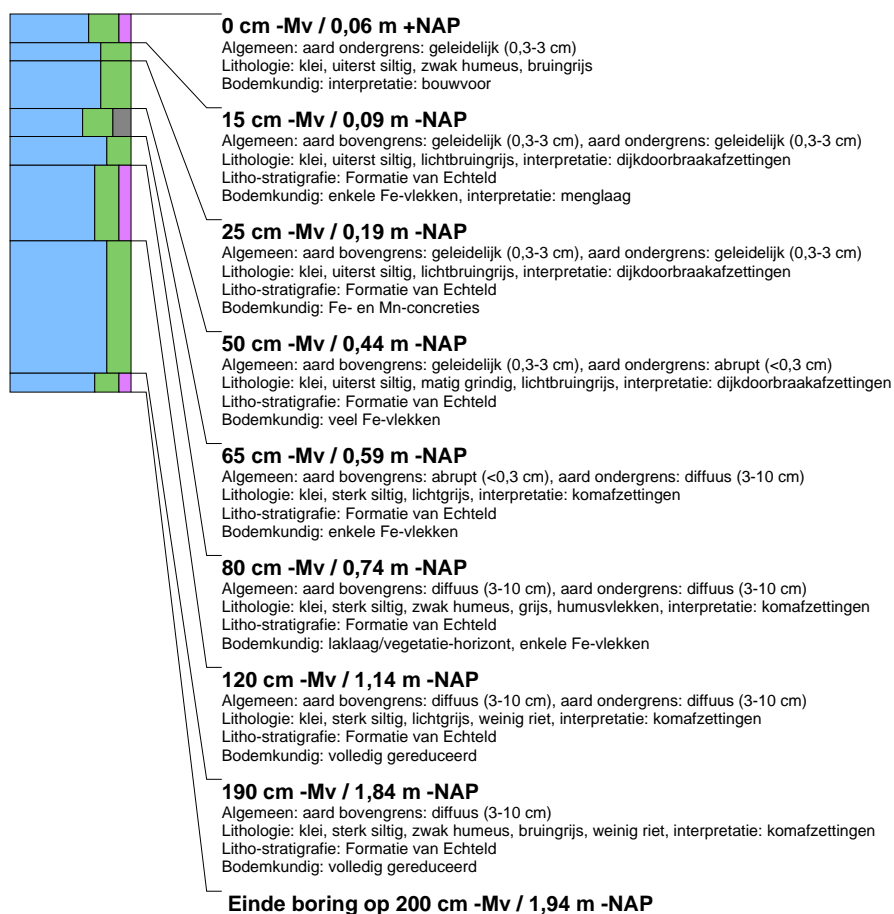 0 cm -Mv / 0,06 m +NAP
Algemeen: aard ondergrens: geleidelijk (0,3-3 cm)
Lithologie: klei, uiterst siltig, zwak humeus, bruingrijs
Bodemkundig: interpretatie: bouwvoor
15 cm -Mv / 0,09 m -NAP
Algemeen: aard bovengrens: geleidelijk (0,3-3 cm), aard ondergrens: geleidelijk (0,3-3 cm)
Lithologie: klei, uiterst siltig, lichtbruingrijs, interpretatie: dijkdoorbraakafzettingen
Litho-stratigrafie: Formatie van Echteld
Bodemkundig: enkele Fe-vlekken, interpretatie: menglaag
25 cm -Mv / 0,19 m -NAP
Algemeen: aard bovengrens: geleidelijk (0,3-3 cm), aard ondergrens: geleidelijk (0,3-3 cm)
Lithologie: klei, uiterst siltig, lichtbruingrijs, interpretatie: dijkdoorbraakafzettingen
Litho-stratigrafie: Formatie van Echteld
Bodemkundig: Fe- en Mn-concreties
50 cm -Mv / 0,44 m -NAP
Algemeen: aard bovengrens: geleidelijk (0,3-3 cm), aard ondergrens: abrupt (<0,3 cm)
Lithologie: klei, uiterst siltig, matig grindig, lichtbruingrijs, interpretatie: dijkdoorbraakafzettingen
Litho-stratigrafie: Formatie van Echteld
Bodemkundig: veel Fe-vlekken
65 cm -Mv / 0,59 m -NAP
Algemeen: aard bovengrens: abrupt (<0,3 cm), aard ondergrens: diffuus (3-10 cm)
Lithologie: klei, sterk siltig, lichtgrijs, interpretatie: komafzettingen
Litho-stratigrafie: Formatie van Echteld
Bodemkundig: enkele Fe-vlekken
80 cm -Mv / 0,74 m -NAP
Algemeen: aard bovengrens: diffuus (3-10 cm), aard ondergrens: diffuus (3-10 cm)
Lithologie: klei, sterk siltig, zwak humeus, grijs, humusvlekken, interpretatie: komafzettingen
Litho-stratigrafie: Formatie van Echteld
Bodemkundig: laklaag/vegetatie-horizont, enkele Fe-vlekken
120 cm -Mv / 1,14 m -NAP
Algemeen: aard bovengrens: diffuus (3-10 cm), aard ondergrens: diffuus (3-10 cm)
Lithologie: klei, sterk siltig, lichtgrijs, weinig riet, interpretatie: komafzettingen
Litho-stratigrafie: Formatie van Echteld
Bodemkundig: volledig gereduceerd
190 cm -Mv / 1,84 m -NAP
Algemeen: aard bovengrens: diffuus (3-10 cm)
Lithologie: klei, sterk siltig, zwak humeus, bruingrijs, weinig riet, interpretatie: komafzettingen
Litho-stratigrafie: Formatie van Echteld
Bodemkundig: volledig gereduceerd
Einde boring op 200 cm -Mv / 1,94 m -NAP